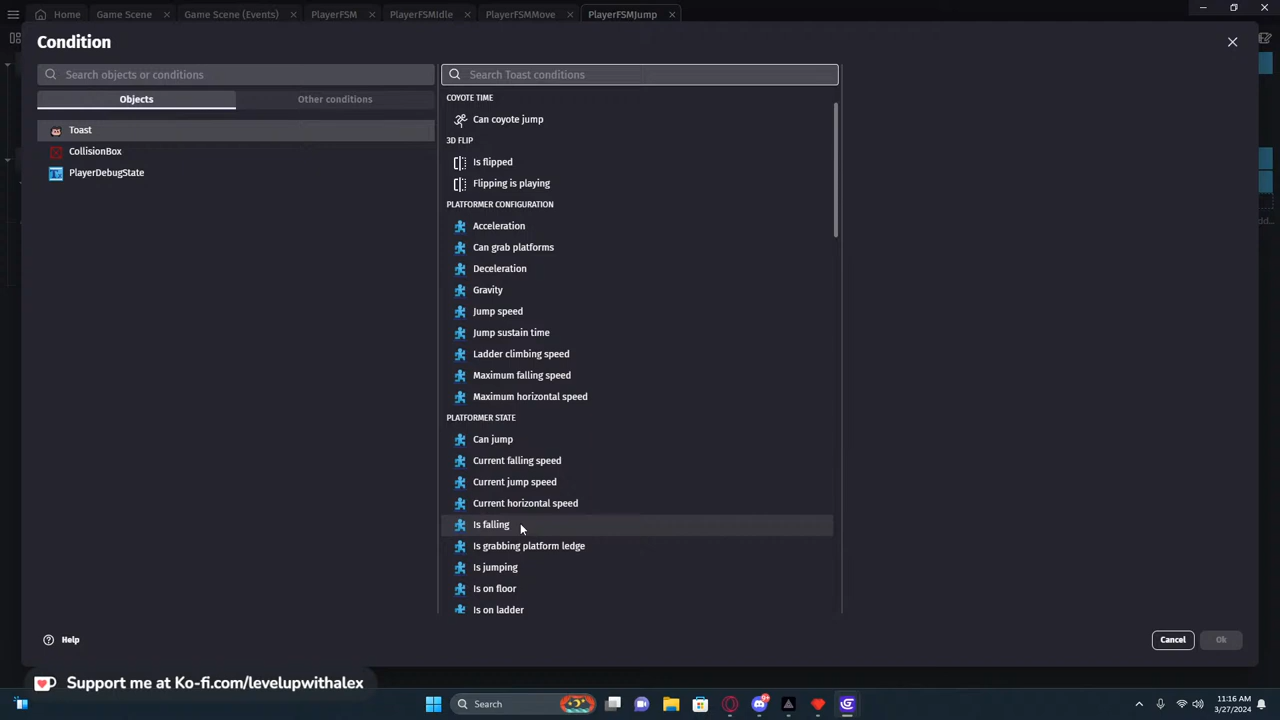 Home
Game Scene
Game Scene (Events)
PlayerFSM
PlayerFSMIdle
PlayerFSMMove
PlayerFSMJump
Condition
Search objects or conditions
Objects
Other conditions
Toast
CollisionBox
PlayerDebugState
Search Toast conditions
COYOTE TIME
Can coyote jump
3D FLIP
Is flipped
Flipping is playing
PLATFORMER CONFIGURATION
Acceleration
Can grab platforms
Deceleration
Gravity
Jump speed
Jump sustain time
Ladder climbing speed
Maximum falling speed
Maximum horizontal speed
PLATFORMER STATE
Can jump
Current falling speed
Current jump speed
Current horizontal speed
Is falling
Is grabbing platform ledge
Is jumping
Is on floor
Is on ladder
Help
Cancel
Ok
Support me at Ko-fi.com/levelupwithalex
Search
11:16 AM
3/27/2024